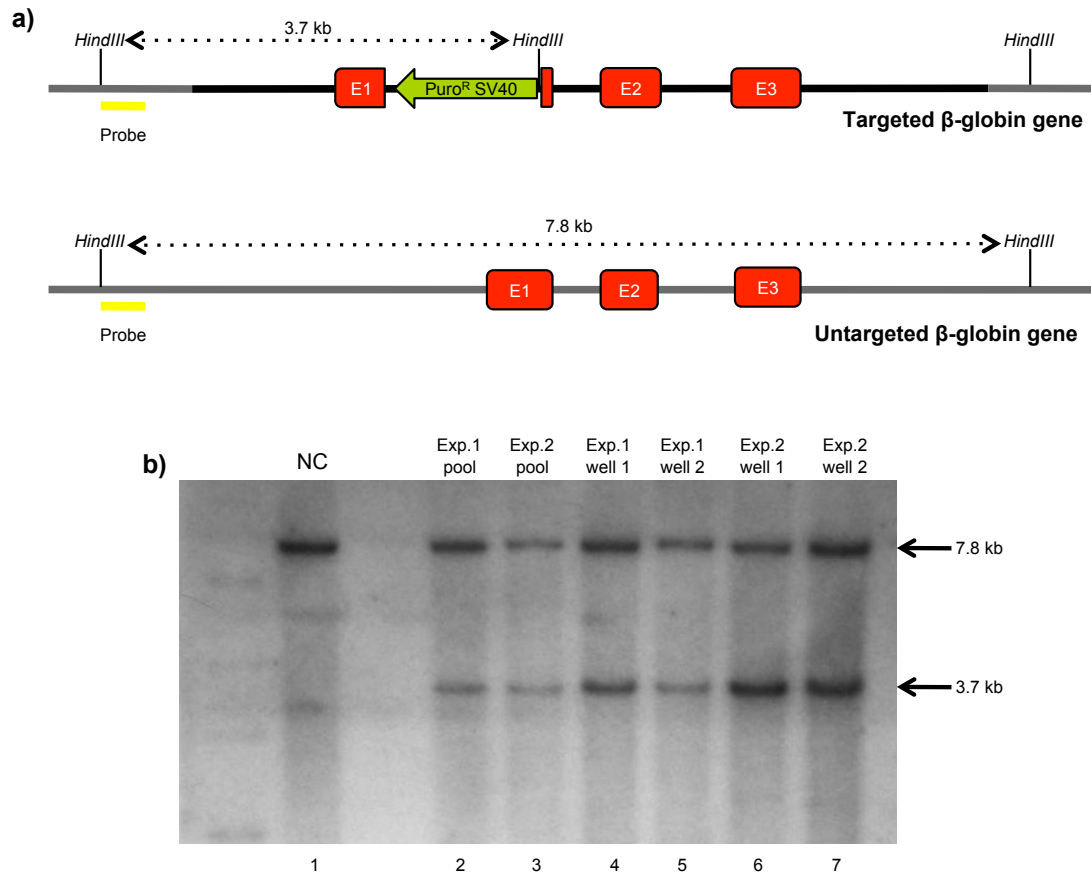 a)
3.7 kb
HindIII HindIII HindIII
E1 Puroᴿ SV40 E2 E3
Probe
Targeted β-globin gene
7.8 kb
HindIII HindIII
E1 E2 E3
Probe
Untargeted β-globin gene
b)
NC
Exp.1 pool
Exp.2 pool
Exp.1 well 1
Exp.1 well 2
Exp.2 well 1
Exp.2 well 2
7.8 kb
3.7 kb
1 2 3 4 5 6 7